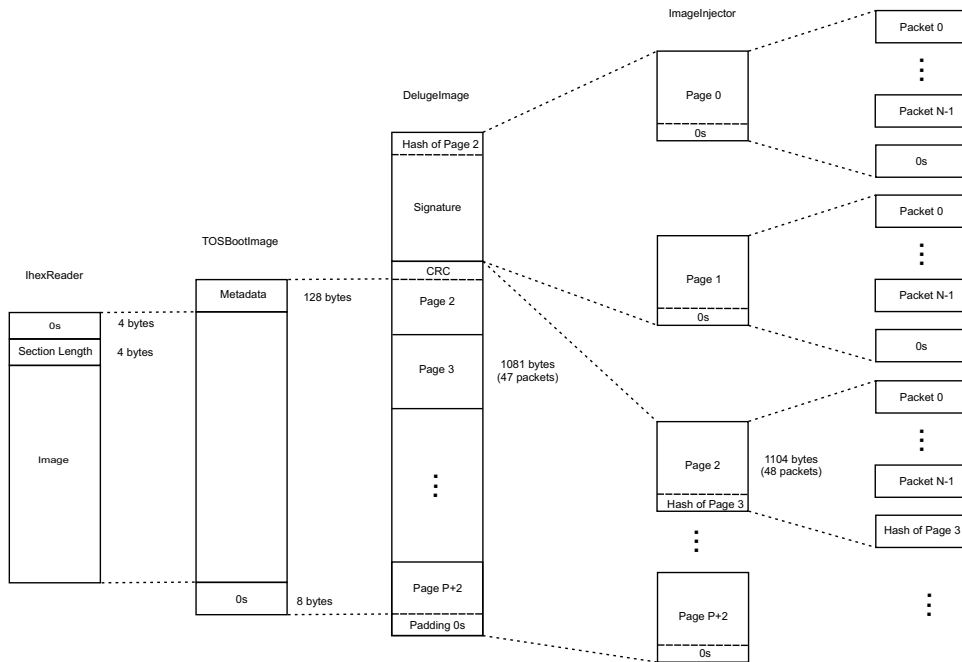 IhexReader
0s
4 bytes
Section Length
4 bytes
Image
TOSBootImage
Metadata
128 bytes
0s
8 bytes
DelugeImage
Hash of Page 2
Signature
CRC
Page 2
Page 3
1081 bytes
(47 packets)
Page P+2
Padding 0s
ImageInjector
Page 0
0s
Page 1
0s
Page 2
Hash of Page 3
1104 bytes
(48 packets)
Page P+2
0s
Packet 0
Packet N-1
0s
Packet 0
Packet N-1
0s
Packet 0
Packet N-1
Hash of Page 3